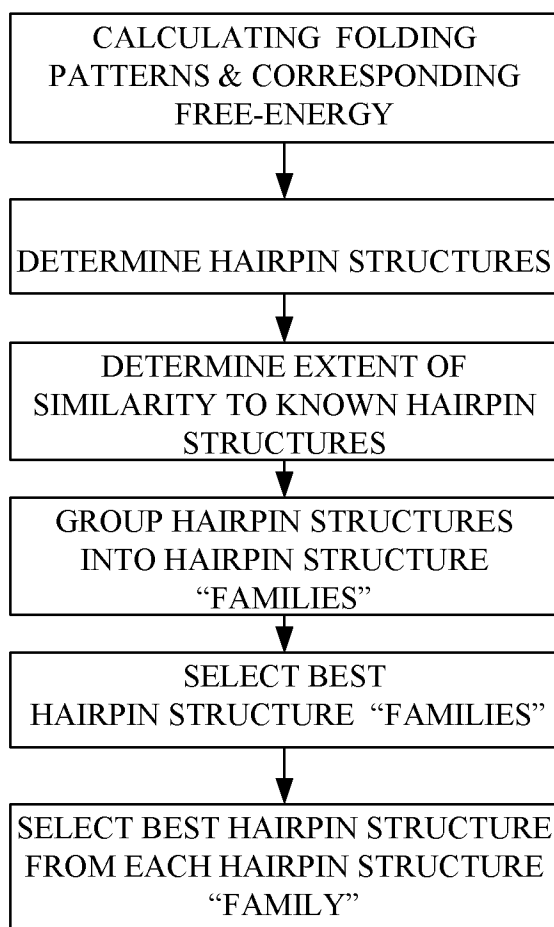 CALCULATING FOLDING
PATTERNS & CORRESPONDING
FREE-ENERGY
DETERMINE HAIRPIN STRUCTURES
DETERMINE EXTENT OF
SIMILARITY TO KNOWN HAIRPIN
STRUCTURES
GROUP HAIRPIN STRUCTURES
INTO HAIRPIN STRUCTURE
“FAMILIES”
SELECT BEST
HAIRPIN STRUCTURE “FAMILIES”
SELECT BEST HAIRPIN STRUCTURE
FROM EACH HAIRPIN STRUCTURE
“FAMILY”